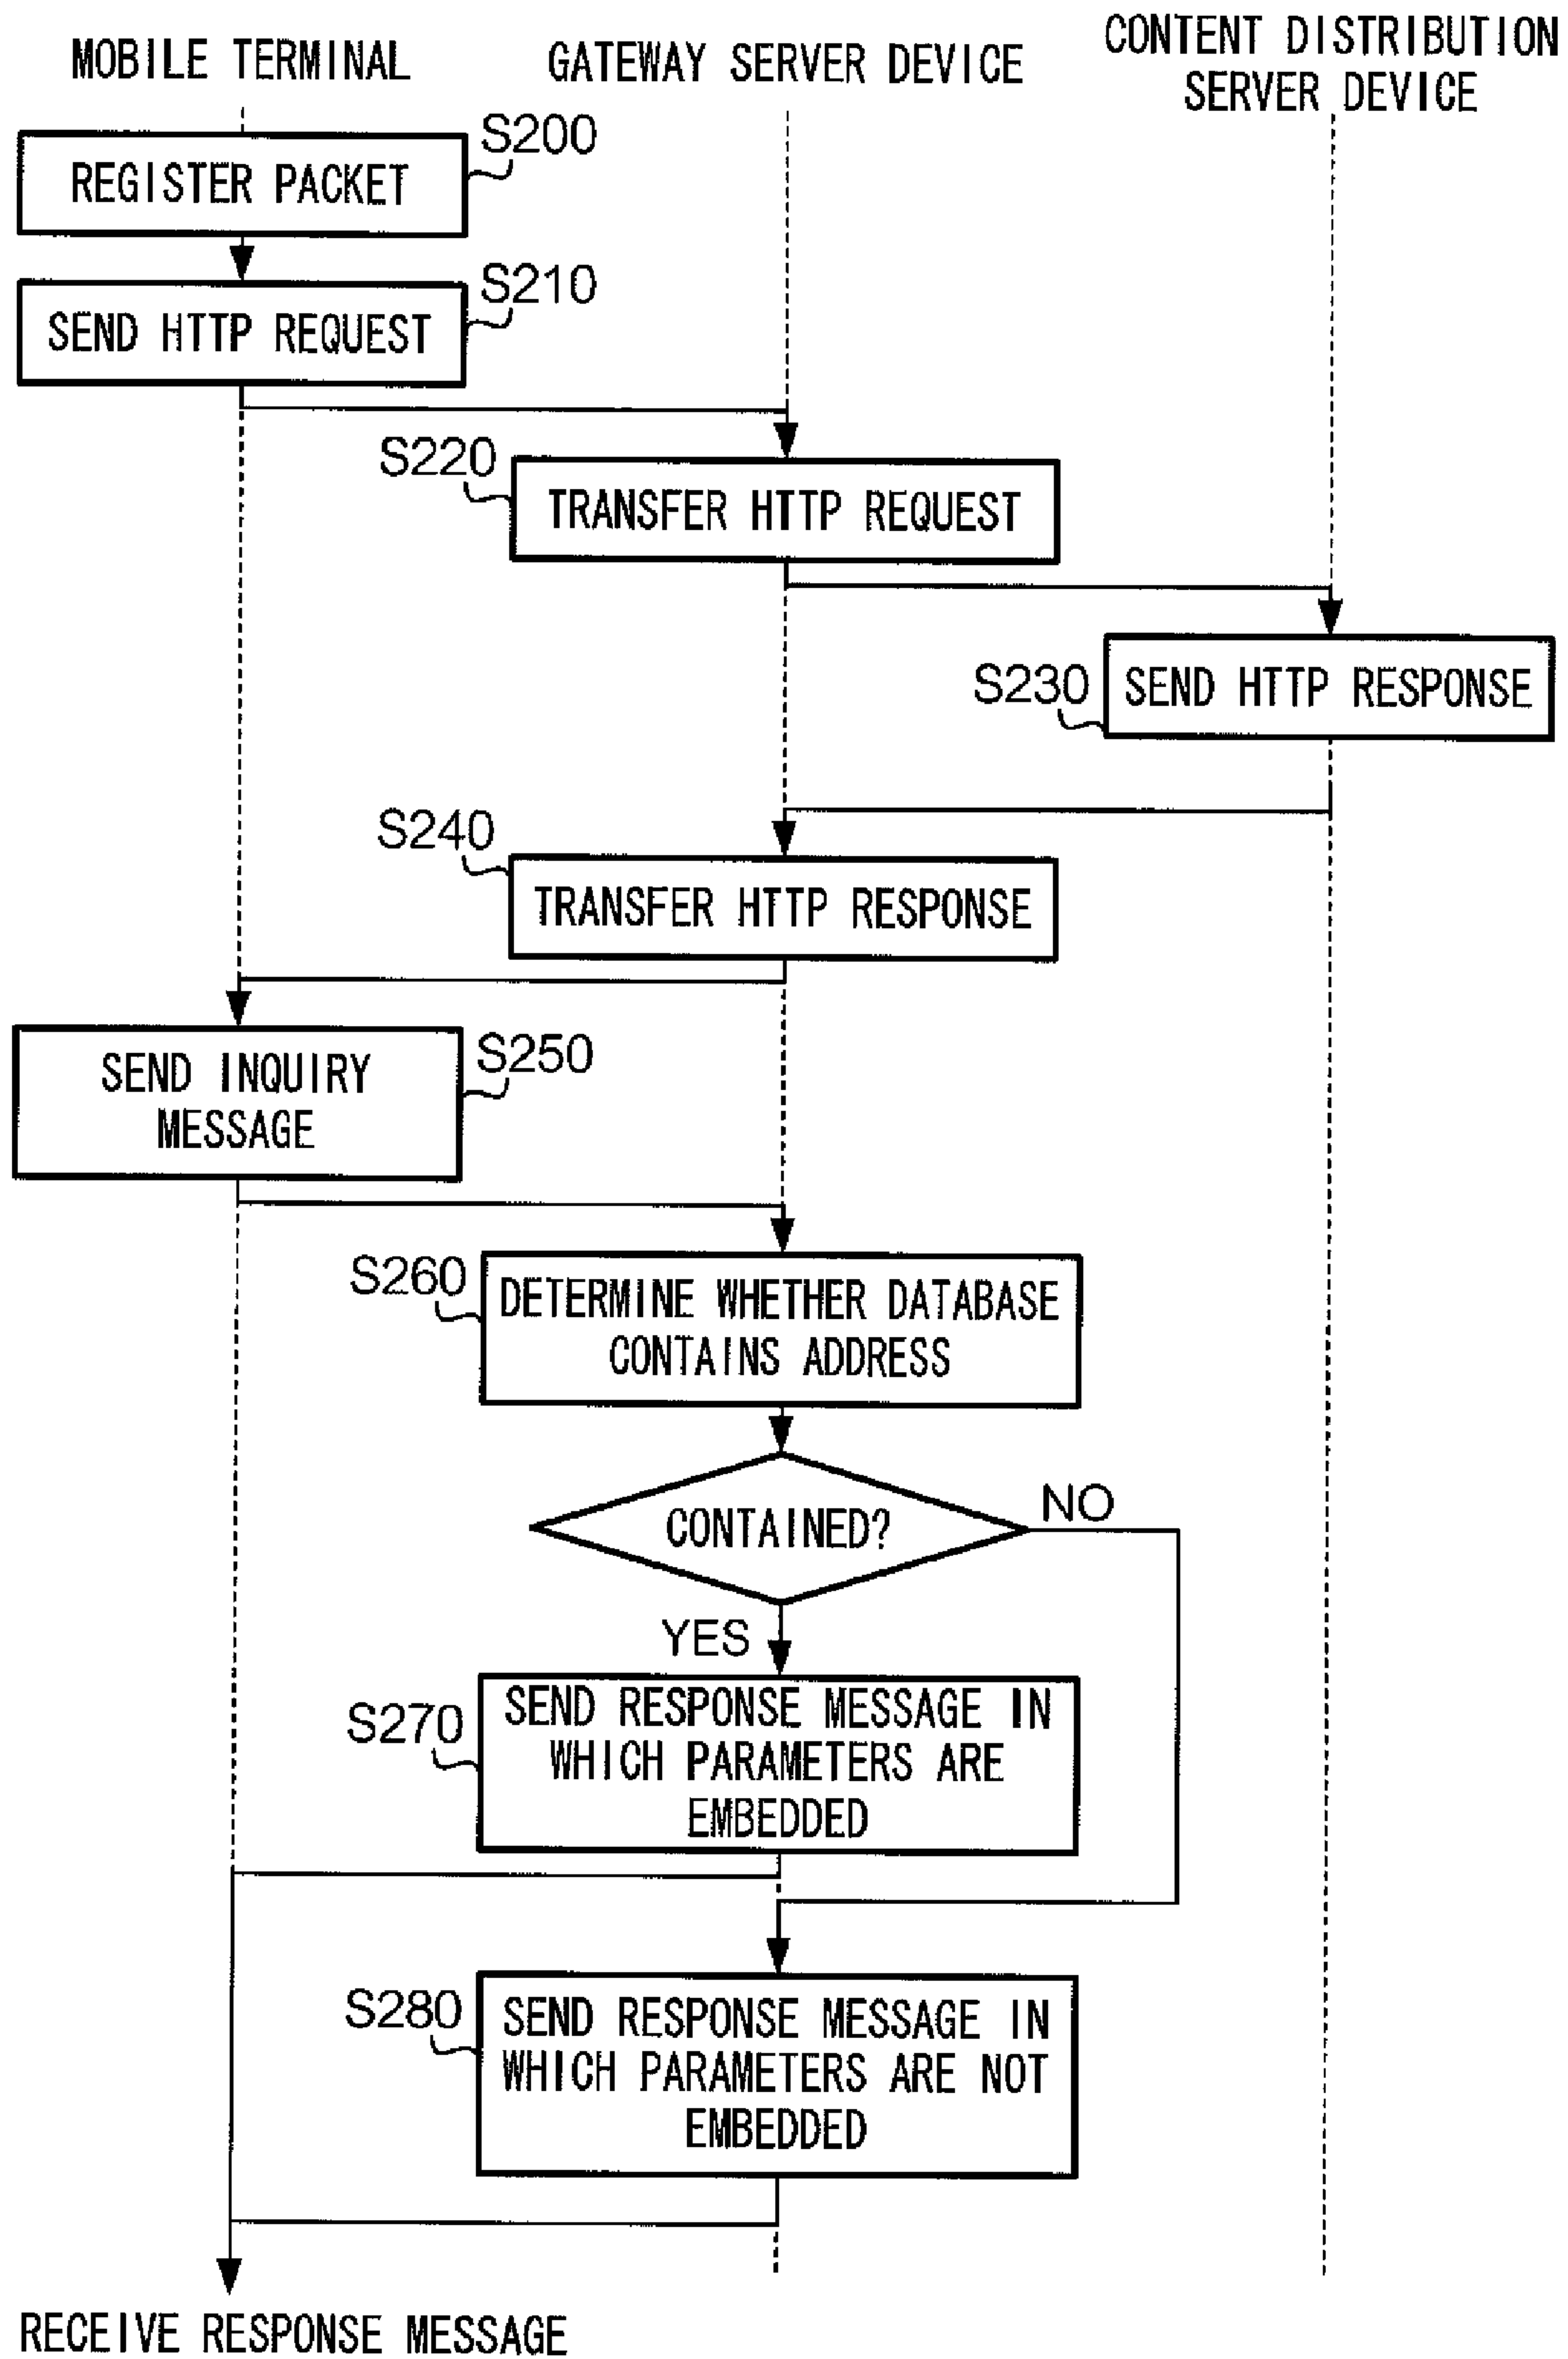 MOBILE TERMINAL
GATEWAY SERVER DEVICE
CONTENT DISTRIBUTION
SERVER DEVICE
S200
REGISTER PACKET
S210
SEND HTTP REQUEST
S220
TRANSFER HTTP REQUEST
S230
SEND HTTP RESPONSE
S240
TRANSFER HTTP RESPONSE
S250
SEND INQUIRY
MESSAGE
S260
DETERMINE WHETHER DATABASE
CONTAINS ADDRESS
CONTAINED?
NO
YES
S270
SEND RESPONSE MESSAGE IN
WHICH PARAMETERS ARE
EMBEDDED
S280
SEND RESPONSE MESSAGE IN
WHICH PARAMETERS ARE NOT
EMBEDDED
RECEIVE RESPONSE MESSAGE